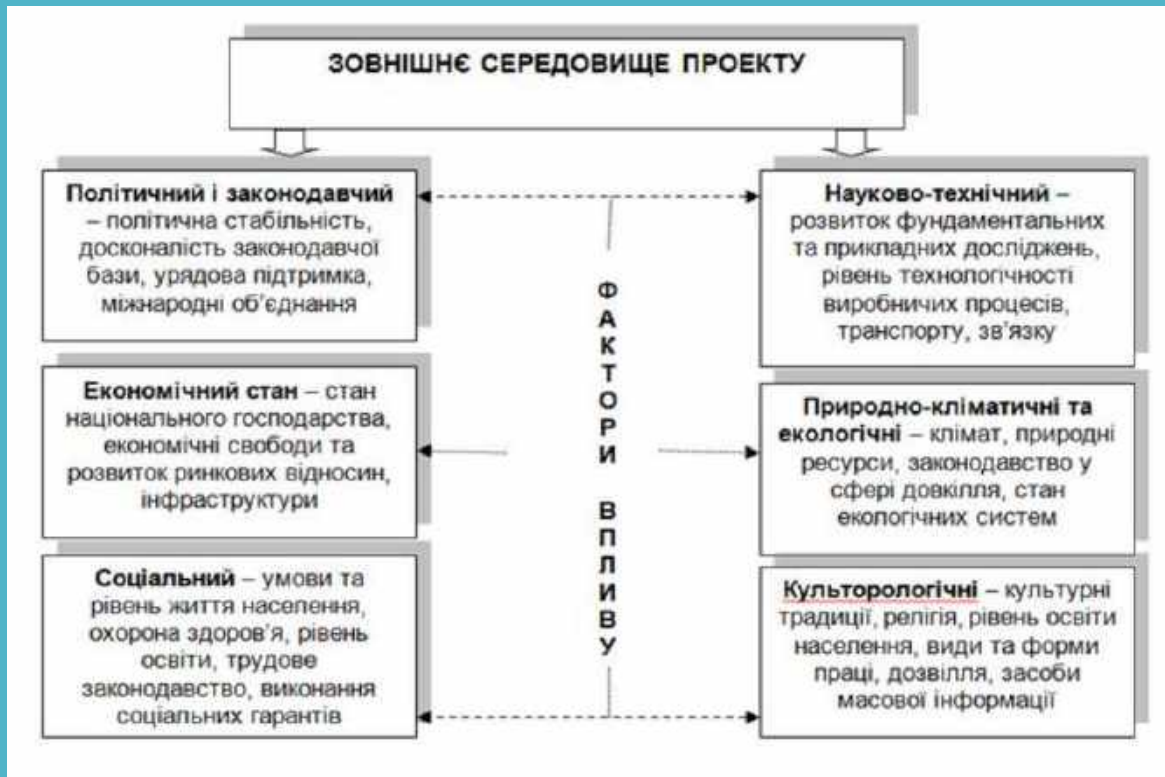 ЗОВНІШНЄ СЕРЕДОВИЩЕ ПРОЕКТУ
Політичний і законодавчий
– політична стабільність,
досконалість законодавчої
бази, урядова підтримка,
міжнародні об’єднання
Економічний стан – стан
національного господарства,
економічні свободи та
розвиток ринкових відносин,
інфраструктури
Соціальний – умови та
рівень життя населення,
охорона здоров’я, рівень
освіти, трудове
законодавство, виконання
соціальних гарантів
ФАКТОРИ ВПЛИВУ
Науково-технічний –
розвиток фундаментальних
та прикладних досліджень,
рівень технологічності
виробничих процесів,
транспорту, зв’язку
Природно-кліматичні та
екологічні – клімат, природні
ресурси, законодавство у
сфері довкілля, стан
екологічних систем
Культорологічні – культурні
традиції, релігія, рівень освіти
населення, види та форми
праці, дозвілля, засоби
масової інформації